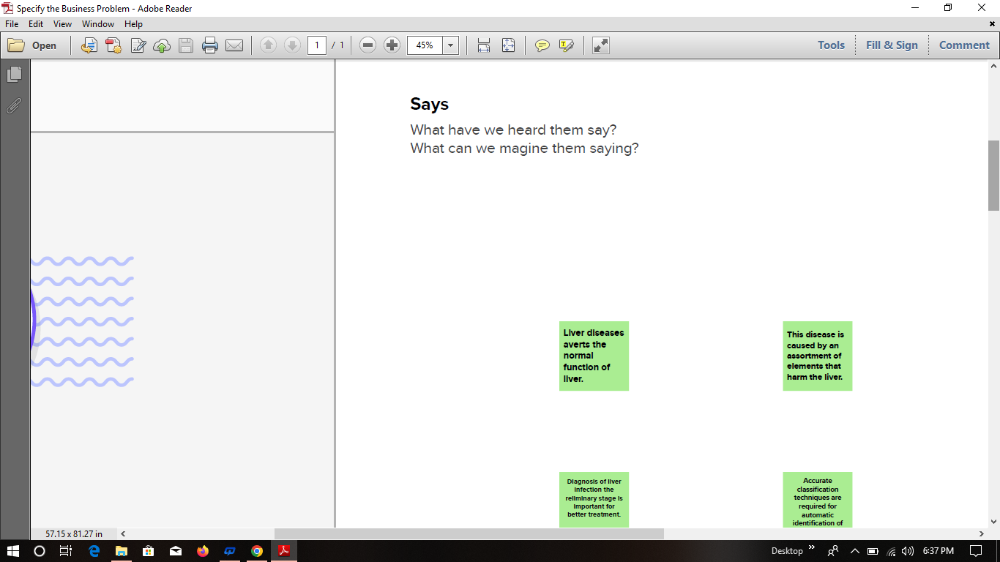 Specify the Business Problem - Adobe Reader
File Edit View Window Help
Open 1 / 1 45% Tools Fill & Sign Comment
Says
What have we heard them say?
What can we magine them saying?
Liver diseases
averts the
normal
function of
liver.
This disease is
caused by an
assortment of
elements that
harm the liver.
Diagnosis of liver
infection the
reliminary stage is
important for
better treatment.
Accurate
classification
techniques are
required for
automatic
identification of
57.15 x 81.27 in
Desktop 6:37 PM